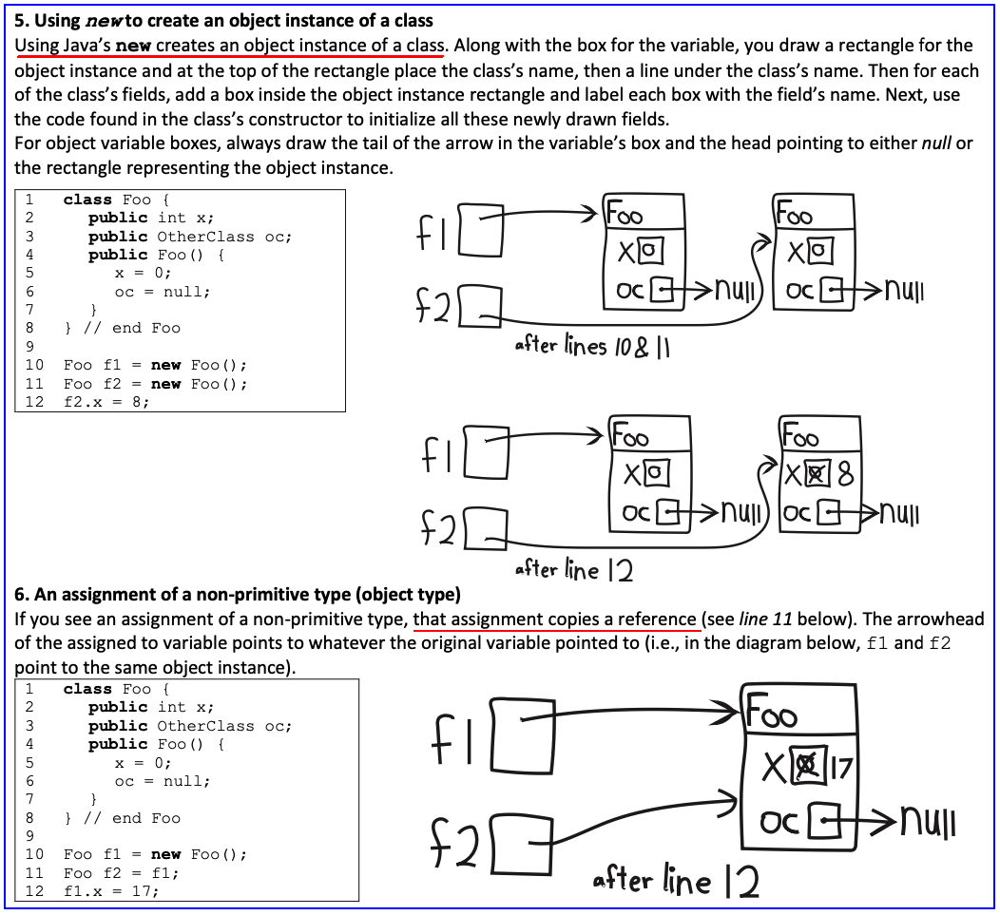 5. Using new to create an object instance of a class
Using Java's new creates an object instance of a class. Along with the box for the variable, you draw a rectangle for the
object instance and at the top of the rectangle place the class's name, then a line under the class's name. Then for each
of the class's fields, add a box inside the object instance rectangle and label each box with the field's name. Next, use
the code found in the class's constructor to initialize all these newly drawn fields.
For object variable boxes, always draw the tail of the arrow in the variable's box and the head pointing to either null or
the rectangle representing the object instance.
1 class Foo {
2 public int x;
3 public OtherClass oc;
4 public Foo() {
5 x = 0;
6 oc = null;
7 }
8 } // end Foo
9
10 Foo f1 = new Foo();
11 Foo f2 = new Foo();
12 f2.x = 8;
f1
Foo
X 0
oc null
Foo
X 0
oc null
f2
after lines 10 & 11
f1
Foo
X 0
oc null
Foo
X 0 8
oc null
f2
after line 12
6. An assignment of a non-primitive type (object type)
If you see an assignment of a non-primitive type, that assignment copies a reference (see line 11 below). The arrowhead
of the assigned to variable points to whatever the original variable pointed to (i.e., in the diagram below, f1 and f2
point to the same object instance).
1 class Foo {
2 public int x;
3 public OtherClass oc;
4 public Foo() {
5 x = 0;
6 oc = null;
7 }
8 } // end Foo
9
10 Foo f1 = new Foo();
11 Foo f2 = f1;
12 f1.x = 17;
f1
Foo
X 0 17
oc null
f2
after line 12